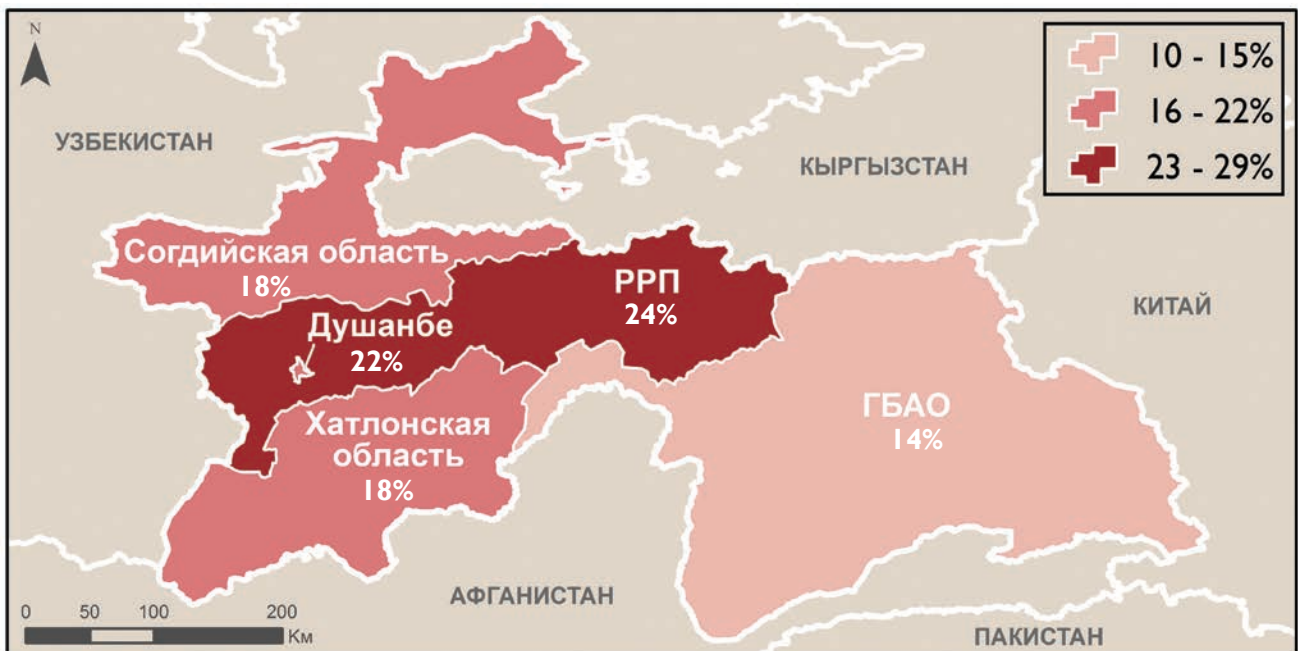 N
10 - 15%
16 - 22%
23 - 29%
УЗБЕКИСТАН
КЫРГЫЗСТАН
Согдийская область
18%
РРП
24%
КИТАЙ
Душанбе
22%
ГБАО
14%
Хатлонская
область
18%
АФГАНИСТАН
ПАКИСТАН
0 50 100 200
Км